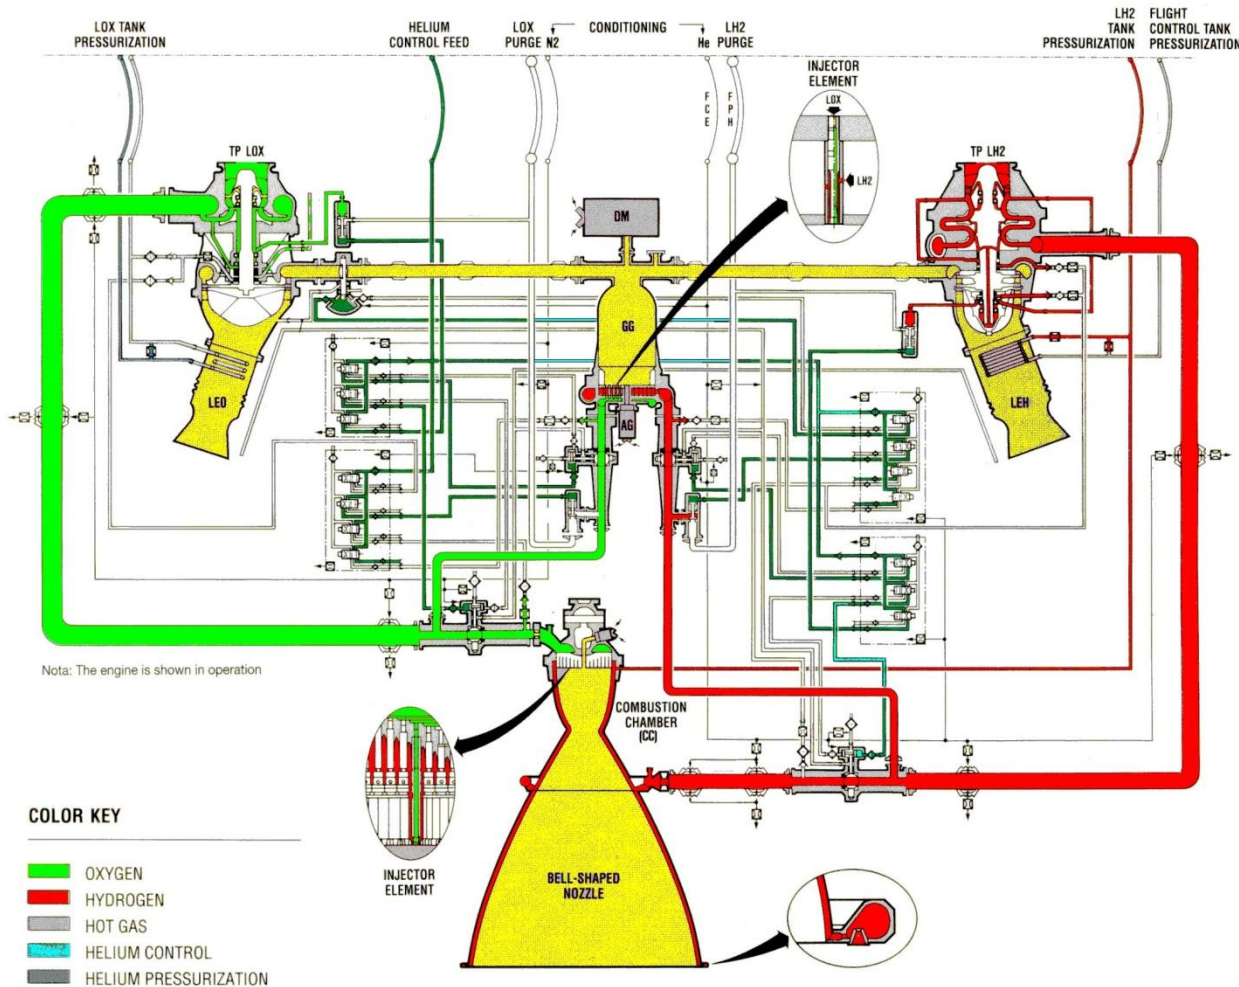 LOX TANK
PRESSURIZATION
HELIUM
CONTROL FEED
LOX
PURGE
N2
CONDITIONING
He
LH2
PURGE
LH2
TANK
PRESSURIZATION
FLIGHT
CONTROL TANK
PRESSURIZATION
INJECTOR
ELEMENT
LOX
LH2
F
C
E
F
P
H
TP LOX
TP LH2
DM
GG
AG
LEO
LEH
Nota: The engine is shown in operation
COMBUSTION
CHAMBER
(CC)
INJECTOR
ELEMENT
BELL-SHAPED
NOZZLE
COLOR KEY
OXYGEN
HYDROGEN
HOT GAS
HELIUM CONTROL
HELIUM PRESSURIZATION